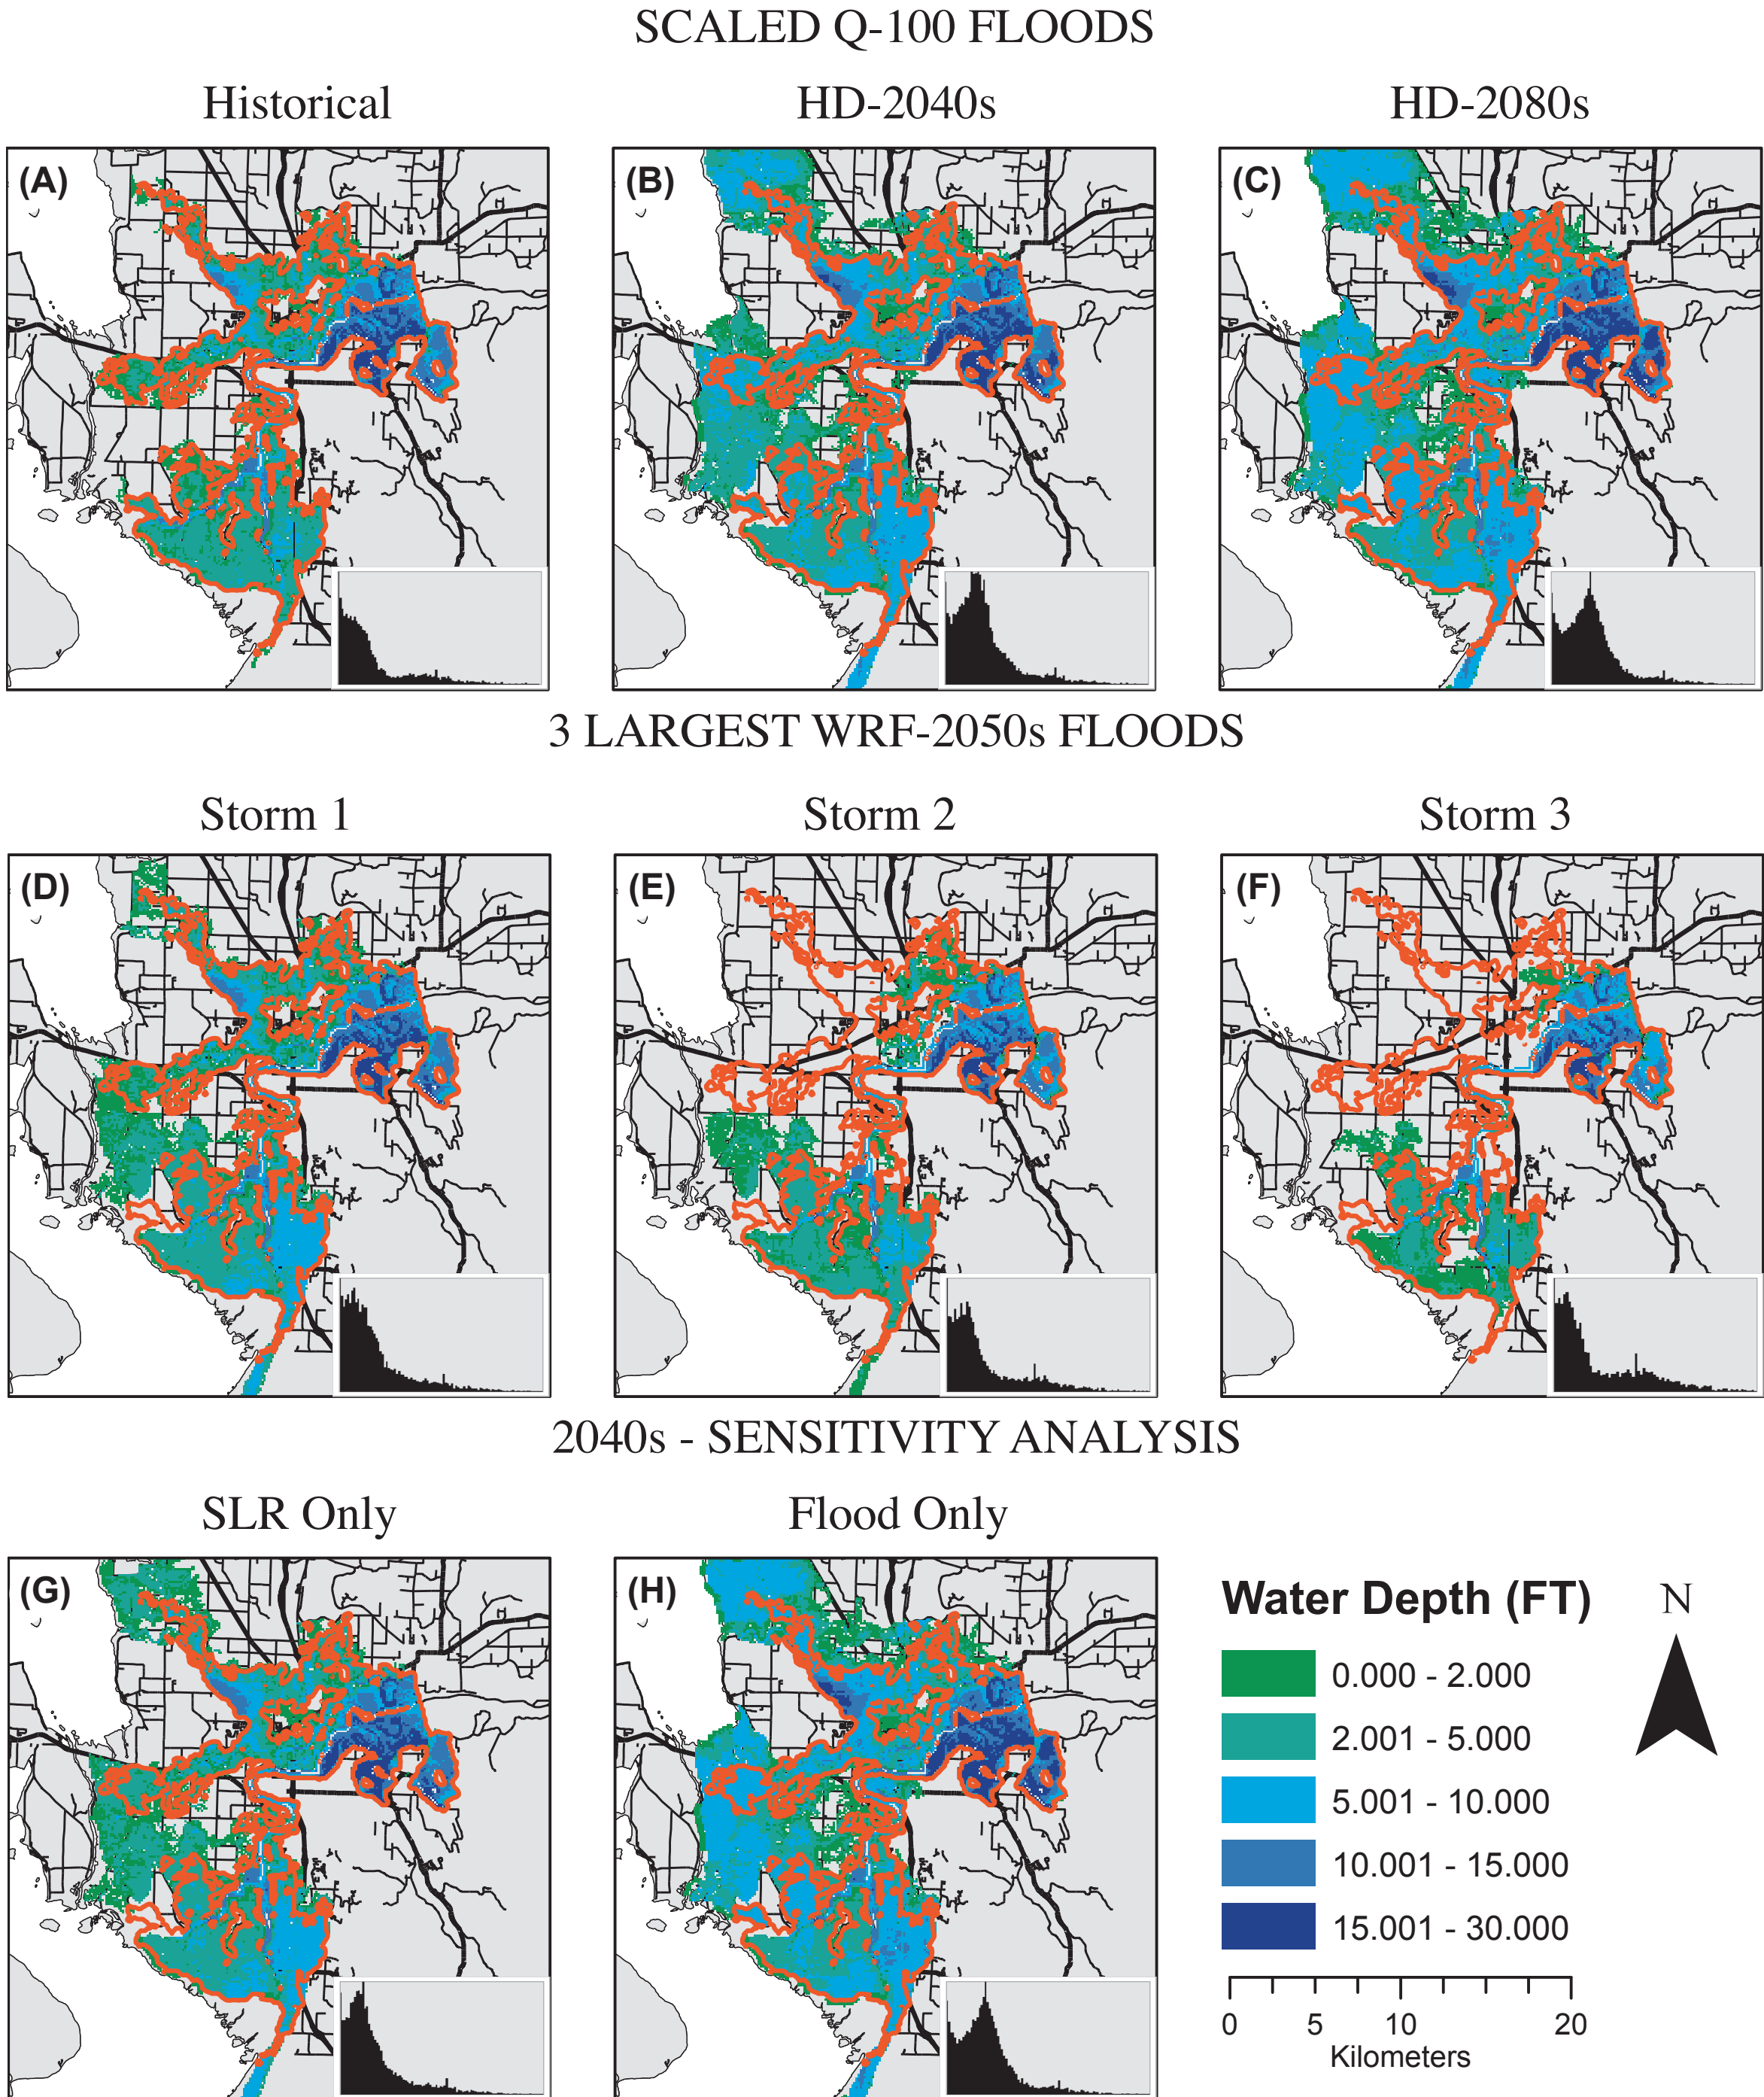 SCALED Q-100 FLOODS
Historical
HD-2040s
HD-2080s
(A)
(B)
(C)
3 LARGEST WRF-2050s FLOODS
Storm 1
Storm 2
Storm 3
(D)
(E)
(F)
2040s - SENSITIVITY ANALYSIS
SLR Only
Flood Only
(G)
(H)
Water Depth (FT)
N
0.000 - 2.000
2.001 - 5.000
5.001 - 10.000
10.001 - 15.000
15.001 - 30.000
0 5 10 20
Kilometers